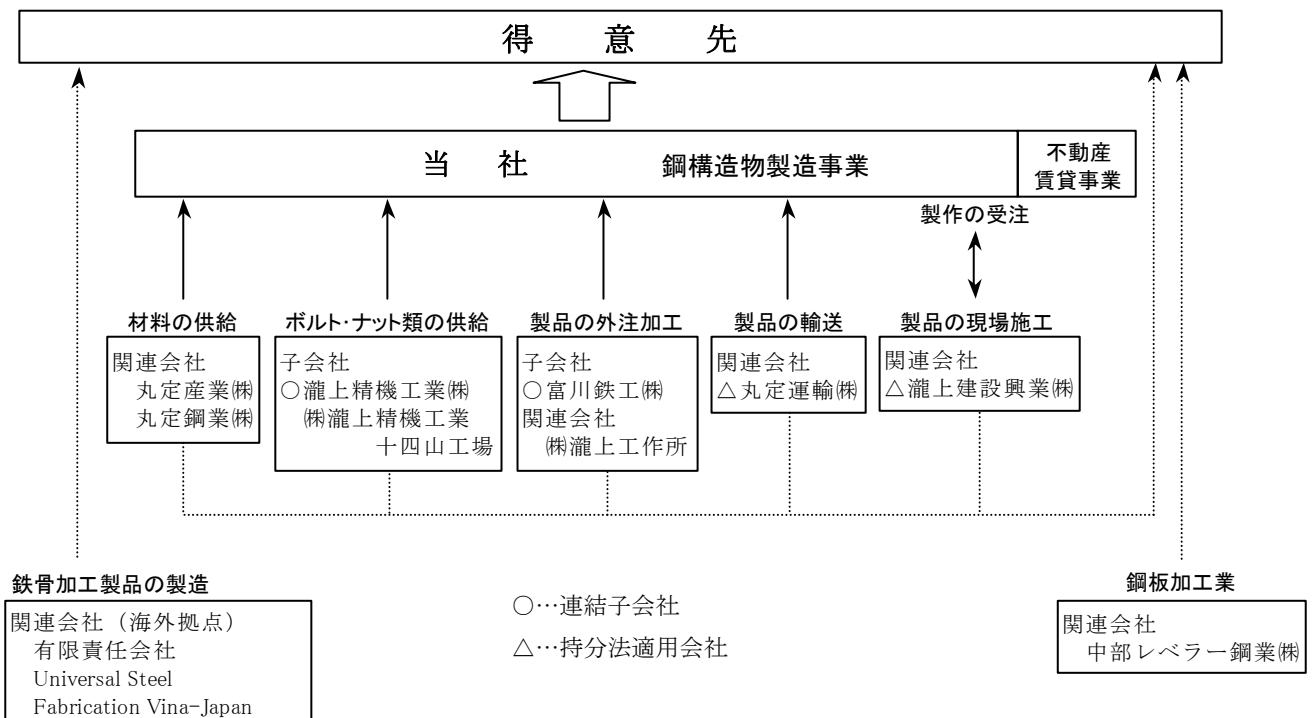 得意先
当社 鋼構造物製造事業
不動産
賃貸事業
製作の受注
材料の供給
関連会社
丸定産業㈱
丸定鋼業㈱
ボルト・ナット類の供給
子会社
○瀧上精機工業㈱
㈱瀧上精機工業
十四山工場
製品の外注加工
子会社
○富川鉄工㈱
関連会社
㈱瀧上工作所
製品の輸送
関連会社
△丸定運輸㈱
製品の現場施工
関連会社
△瀧上建設興業㈱
鉄骨加工製品の製造
関連会社（海外拠点）
有限責任会社
Universal Steel
Fabrication Vina-Japan
○…連結子会社
△…持分法適用会社
鋼板加工業
関連会社
中部レベラー鋼業㈱